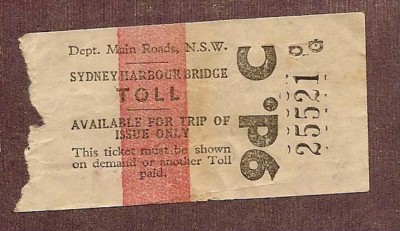 Dept. Main Roads, N.S.W.
SYDNEY HARBOUR BRIDGE
TOLL
AVAILABLE FOR TRIP OF
ISSUE ONLY
This ticket must be shown
on demand or another Toll
paid.
9d. C
25521